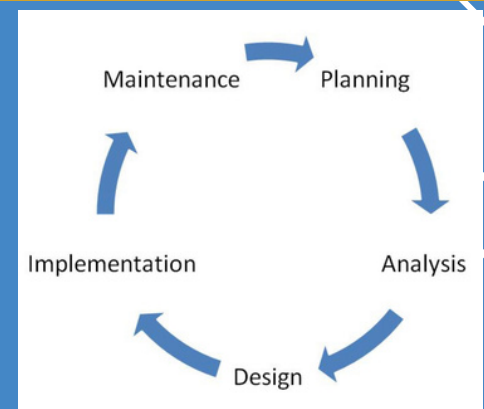 Maintenance
Planning
Analysis
Design
Implementation